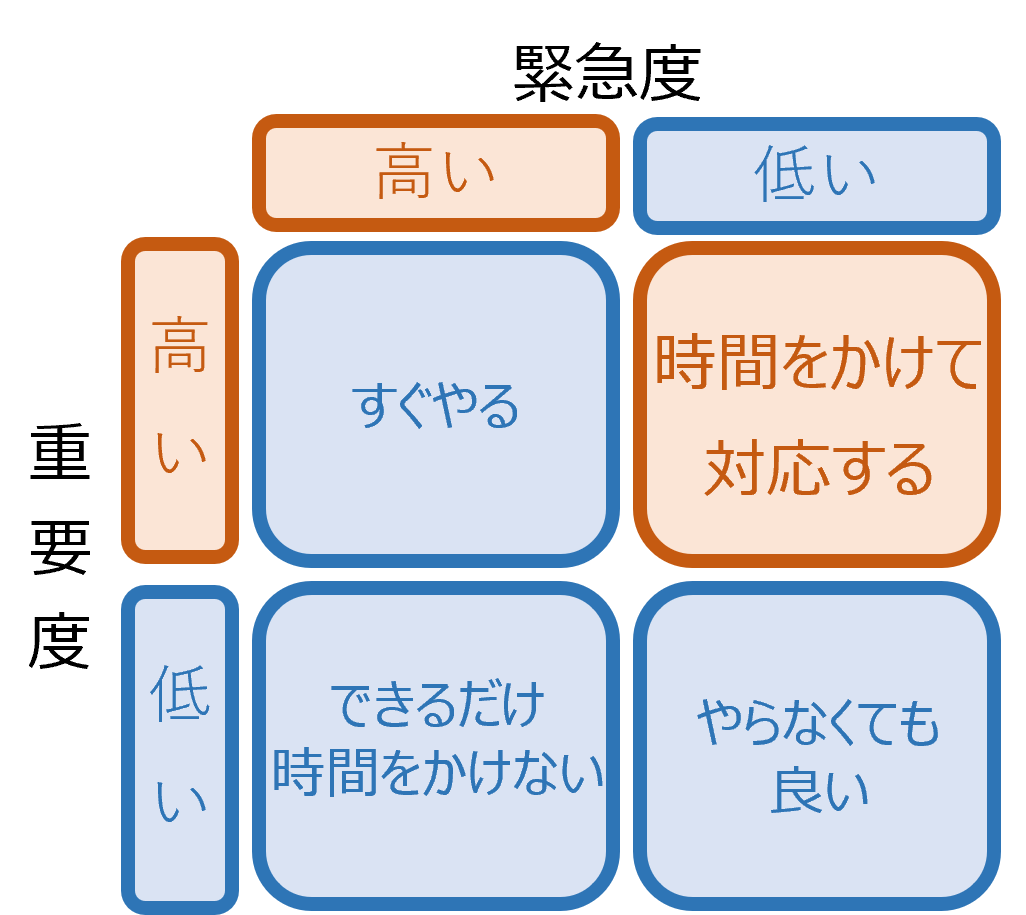 緊急度
高い
低い
重要度
高い
すぐやる
時間をかけて
対応する
低い
できるだけ
時間をかけない
やらなくても
良い